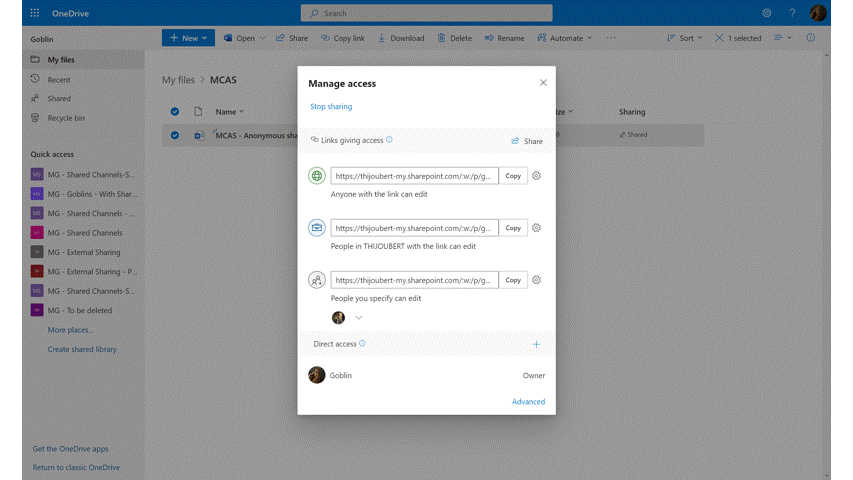 OneDrive
Search
Goblin
New
Open
Share
Copy link
Download
Delete
Rename
Automate
...
Sort
1 selected
My files
Recent
Shared
Recycle bin
Quick access
MS MG - Shared Channels-S...
MS MG - Goblins - With Shar...
MS MG - Shared Channels - ...
MS MG - Shared Channels
M MG - External Sharing
M MG - External Sharing - P...
MS MG - Shared Channels-S...
M MG - To be deleted
More places...
Create shared library
Get the OneDrive apps
Return to classic OneDrive
My files > MCAS
Name
Sharing
MCAS - Anonymous sha
Shared
Manage access
Stop sharing
Links giving access
Share
https://thijoubert-my.sharepoint.com/:w:/p/g...
Copy
Anyone with the link can edit
https://thijoubert-my.sharepoint.com/:w:/p/g...
Copy
People in THIJOUBERT with the link can edit
https://thijoubert-my.sharepoint.com/:w:/p/g...
Copy
People you specify can edit
Direct access
Goblin
Owner
Advanced